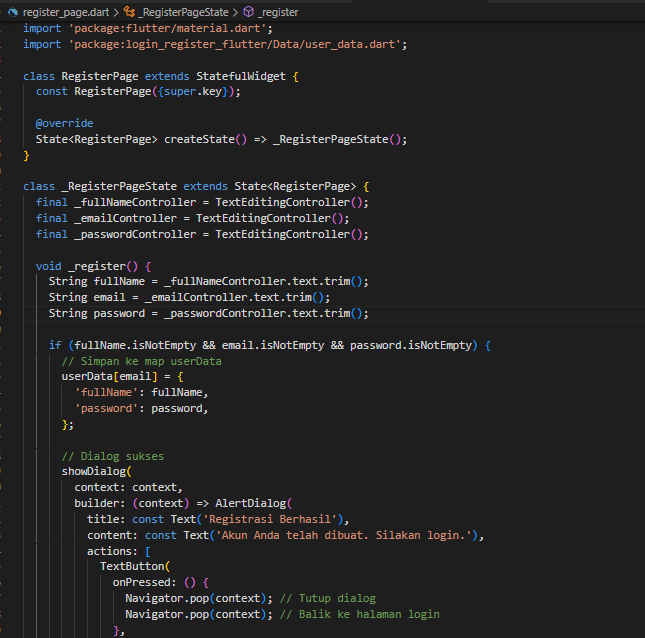 register_page.dart > _RegisterPageState > _register
import 'package:flutter/material.dart';
import 'package:login_register_flutter/Data/user_data.dart';
class RegisterPage extends StatefulWidget {
const RegisterPage({super.key});
@override
State<RegisterPage> createState() => _RegisterPageState();
}
class _RegisterPageState extends State<RegisterPage> {
final _fullNameController = TextEditingController();
final _emailController = TextEditingController();
final _passwordController = TextEditingController();
void _register() {
String fullName = _fullNameController.text.trim();
String email = _emailController.text.trim();
String password = _passwordController.text.trim();
if (fullName.isNotEmpty && email.isNotEmpty && password.isNotEmpty) {
// Simpan ke map userData
userData[email] = {
'fullName': fullName,
'password': password,
};
// Dialog sukses
showDialog(
context: context,
builder: (context) => AlertDialog(
title: const Text('Registrasi Berhasil'),
content: const Text('Akun Anda telah dibuat. Silakan login.'),
actions: [
TextButton(
onPressed: () {
Navigator.pop(context); // Tutup dialog
Navigator.pop(context); // Balik ke halaman login
},